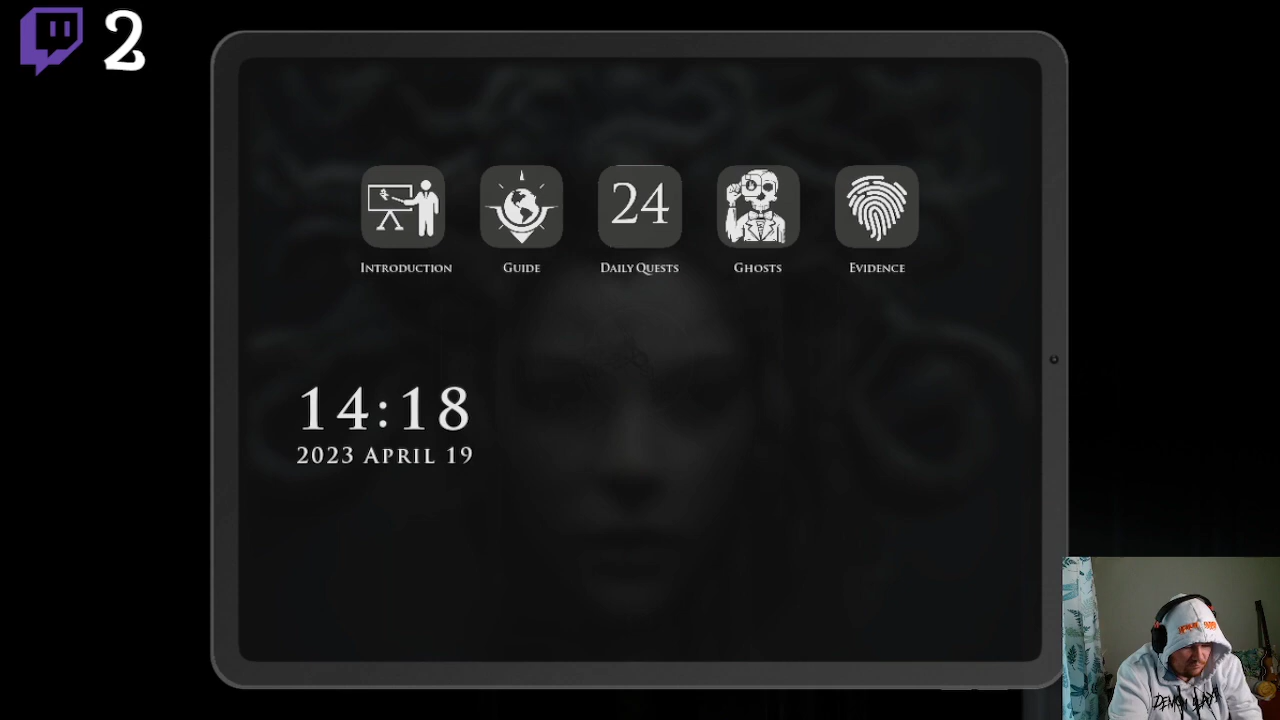 2
24
INTRODUCTION
GUIDE
DAILY QUESTS
GHOSTS
EVIDENCE
14:18
2023 APRIL 19